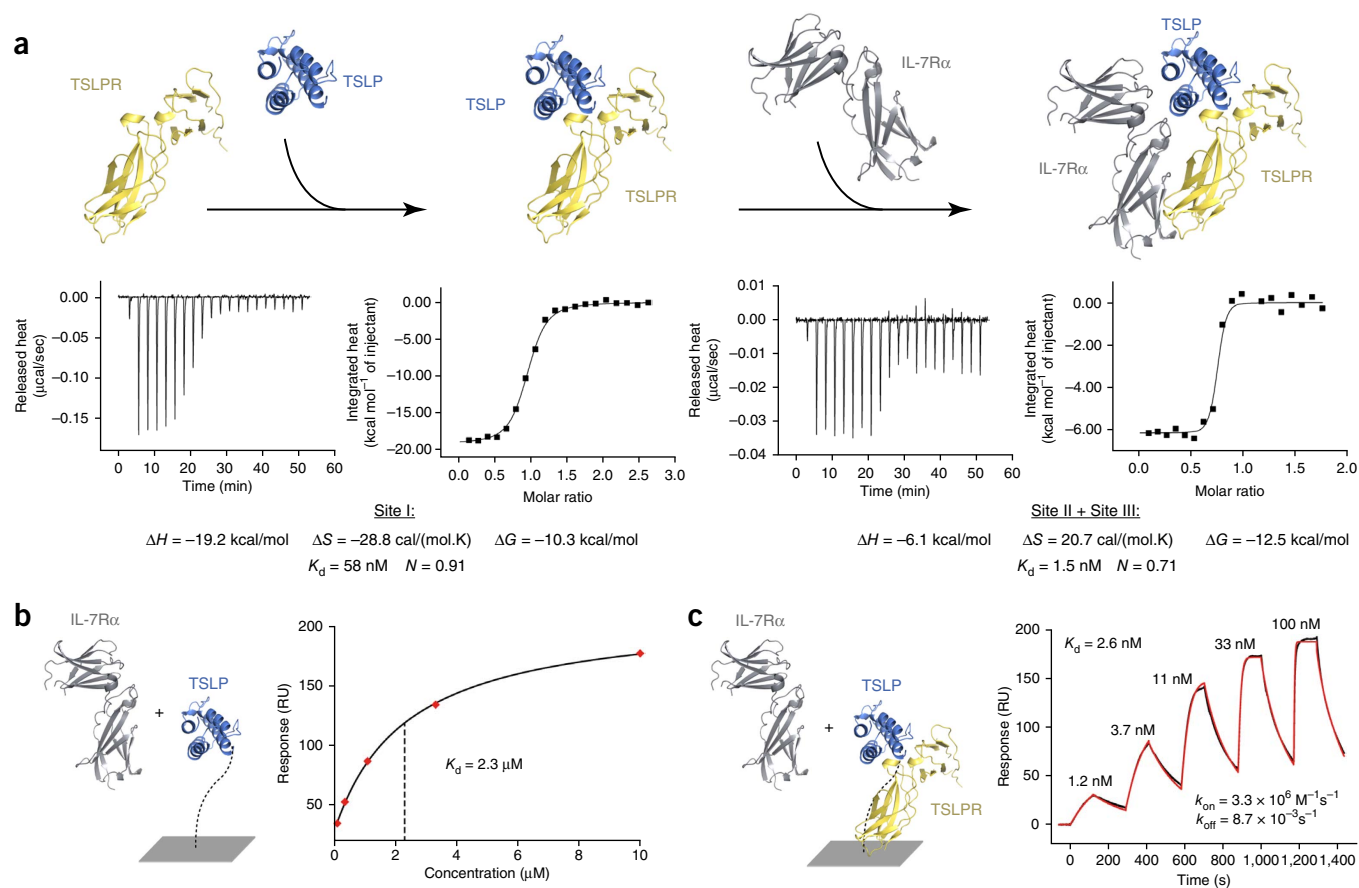 a
TSLPR
TSLP
TSLP
TSLPR
IL-7Rα
TSLP
IL-7Rα
TSLPR
Released heat
(μcal/sec)
0.00
−0.05
−0.10
−0.15
0 10 20 30 40 50 60
Time (min)
Integrated heat
(kcal mol⁻¹ of injectant)
0.00
−5.00
−10.00
−15.00
−20.00
0.0 0.5 1.0 1.5 2.0 2.5 3.0
Molar ratio
Site I:
ΔH = −19.2 kcal/mol ΔS = −28.8 cal/(mol.K) ΔG = −10.3 kcal/mol
Kd = 58 nM N = 0.91
Released heat
(μcal/sec)
0.01
0.00
−0.01
−0.02
−0.03
−0.04
0 10 20 30 40 50 60
Time (min)
Integrated heat
(kcal mol⁻¹ of injectant)
0.00
−2.00
−4.00
−6.00
0.0 0.5 1.0 1.5 2.0
Molar ratio
Site II + Site III:
ΔH = −6.1 kcal/mol ΔS = 20.7 cal/(mol.K) ΔG = −12.5 kcal/mol
Kd = 1.5 nM N = 0.71
b
IL-7Rα
+
TSLP
Response (RU)
200
150
100
50
Kd = 2.3 μM
0 2 4 6 8 10
Concentration (μM)
c
IL-7Rα
+
TSLP
TSLPR
Response (RU)
200
150
100
50
0
Kd = 2.6 nM
1.2 nM
3.7 nM
11 nM
33 nM
100 nM
kon = 3.3 × 10⁶ M⁻¹s⁻¹
koff = 8.7 × 10⁻³s⁻¹
0 200 400 600 800 1,000 1,200 1,400
Time (s)